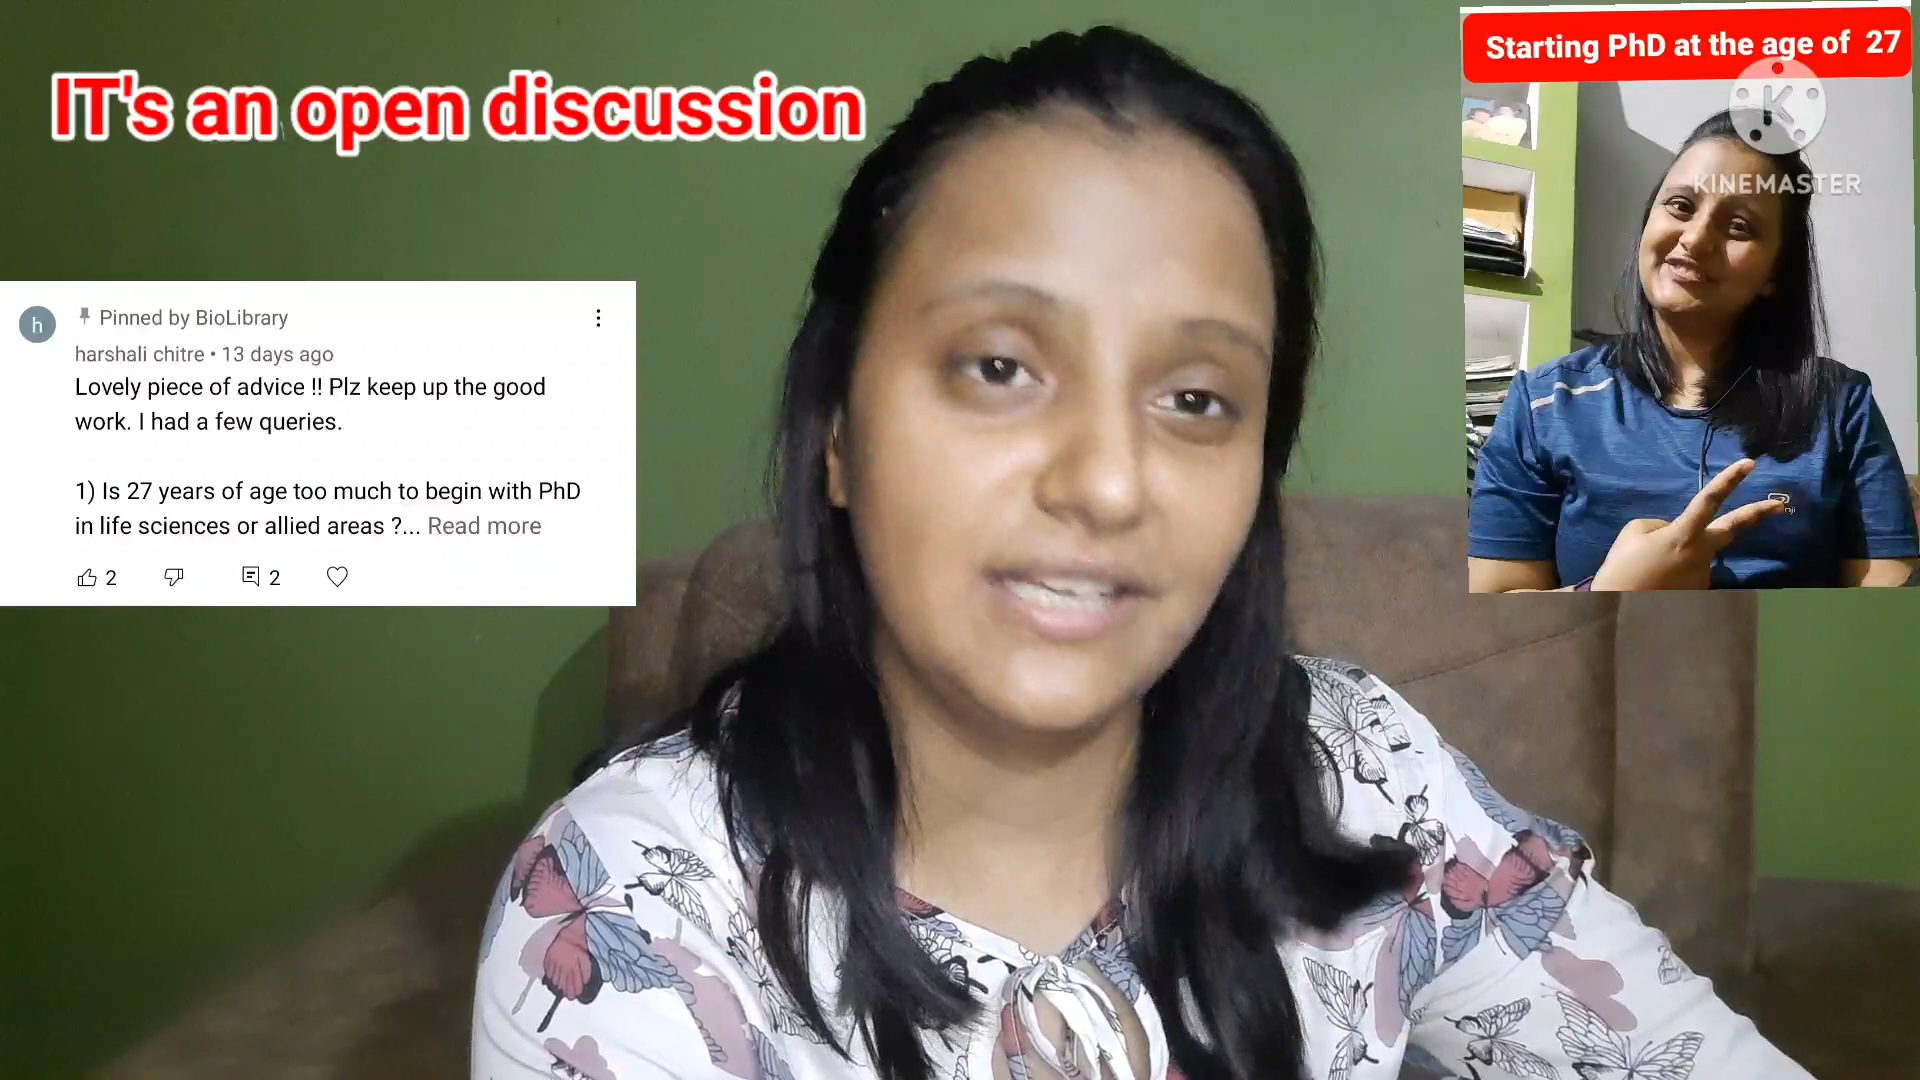 IT's an open discussion
Starting PhD at the age of 27
KINEMASTER
h
Pinned by BioLibrary
harshali chitre • 13 days ago
Lovely piece of advice !! Plz keep up the good
work. I had a few queries.
1) Is 27 years of age too much to begin with PhD
in life sciences or allied areas ?... Read more
2
2